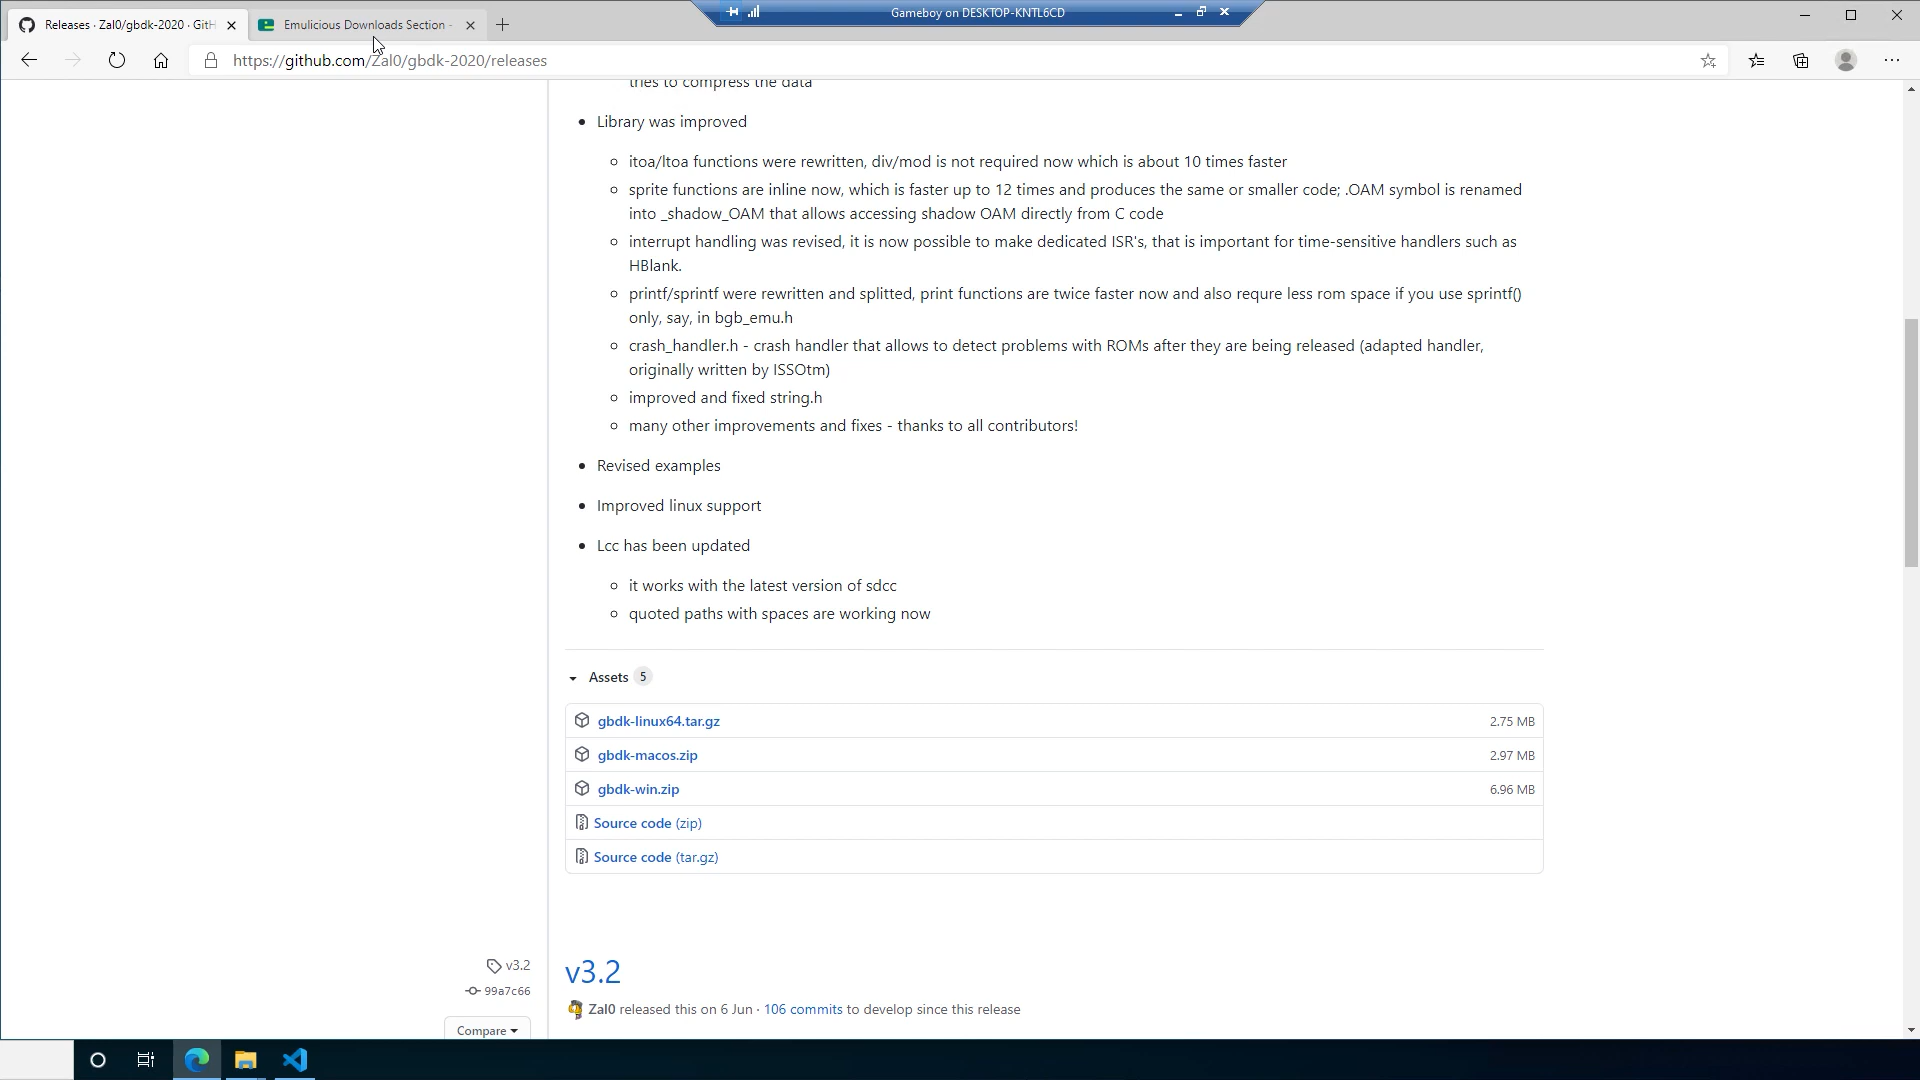 Gameboy on DESKTOP-KNTL6CD
Releases · Zal0/gbdk-2020 · GitH
Emulicious Downloads Section -
https://github.com/Zal0/gbdk-2020/releases
tries to compress the data
Library was improved
itoa/ltoa functions were rewritten, div/mod is not required now which is about 10 times faster
sprite functions are inline now, which is faster up to 12 times and produces the same or smaller code; .OAM symbol is renamed
into _shadow_OAM that allows accessing shadow OAM directly from C code
interrupt handling was revised, it is now possible to make dedicated ISR's, that is important for time-sensitive handlers such as
HBlank.
printf/sprintf were rewritten and splitted, print functions are twice faster now and also requre less rom space if you use sprintf()
only, say, in bgb_emu.h
crash_handler.h - crash handler that allows to detect problems with ROMs after they are being released (adapted handler,
originally written by ISSOtm)
improved and fixed string.h
many other improvements and fixes - thanks to all contributors!
Revised examples
Improved linux support
Lcc has been updated
it works with the latest version of sdcc
quoted paths with spaces are working now
Assets 5
gbdk-linux64.tar.gz 2.75 MB
gbdk-macos.zip 2.97 MB
gbdk-win.zip 6.96 MB
Source code (zip)
Source code (tar.gz)
v3.2
99a7c66
Compare
v3.2
Zal0 released this on 6 Jun · 106 commits to develop since this release